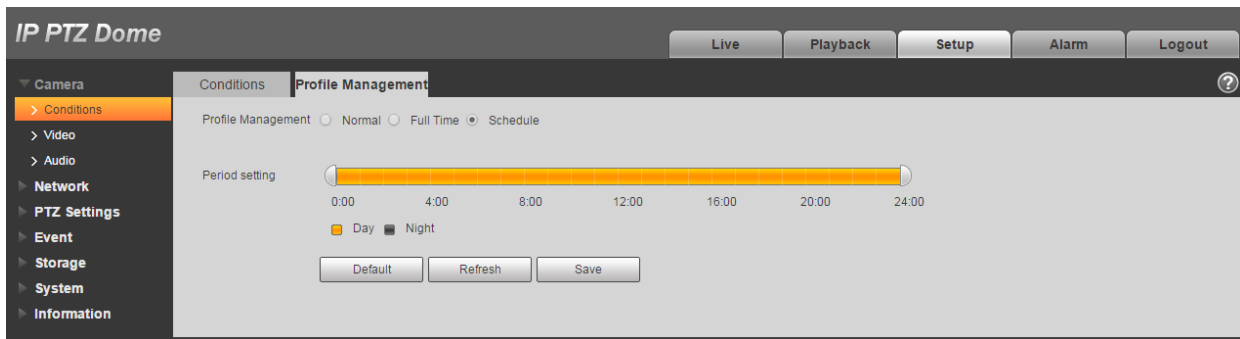 IP PTZ Dome
Live Playback Setup Alarm Logout
Camera
Conditions
Video
Audio
Network
PTZ Settings
Event
Storage
System
Information
Conditions Profile Management
?
Profile Management Normal Full Time Schedule
Period setting
0:00 4:00 8:00 12:00 16:00 20:00 24:00
Day Night
Default Refresh Save